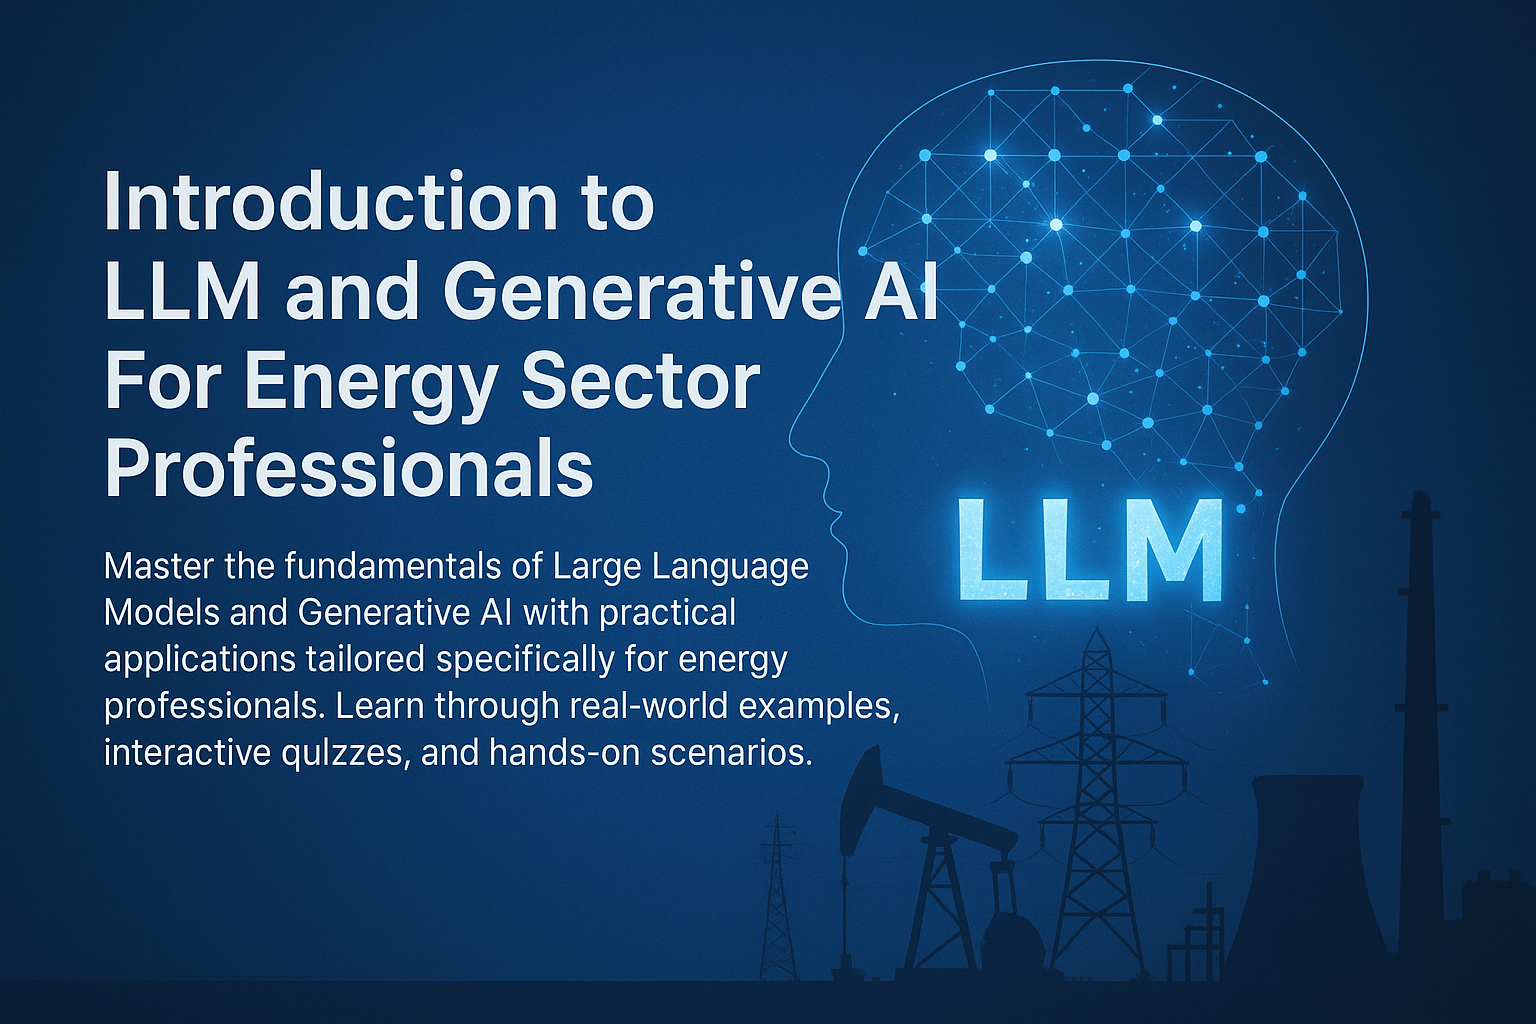 Introduction to
LLM and Generative AI
For Energy Sector
Professionals
Master the fundamentals of Large Language
Models and Generative AI with practical
applications tailored specifically for energy
professionals. Learn through real-world examples,
interactive qulzzes, and hands-on scenarios.
LLM